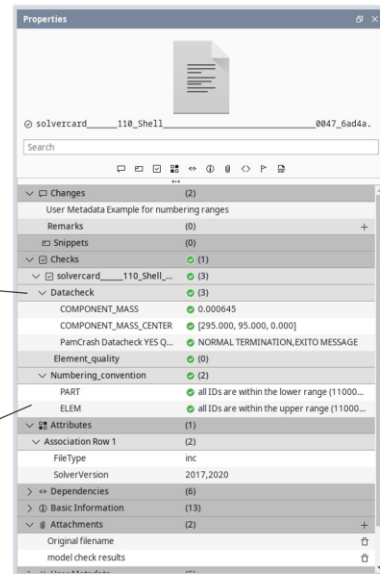 Properties
solvercard_____110_Shell____________________________0047_6ad4a.
Search
Changes (2)
User Metadata Example for numbering ranges
Remarks (0) +
Snippets (0)
Checks (1)
solvercard_____110_Shell_... (3)
Datacheck (3)
COMPONENT_MASS 0.000645
COMPONENT_MASS_CENTER [295.000, 95.000, 0.000]
PamCrash Datacheck YES Q... NORMAL TERMINATION,EXITO MESSAGE
Element_quality (0)
Numbering_convention (2)
PART all IDs are within the lower range (11000...
ELEM all IDs are within the upper range (11000...
Attributes (1)
Association Row 1 (2)
FileType inc
SolverVersion 2017,2020
Dependencies (6)
Basic Information (13)
Attachments (2) +
Original filename
model check results